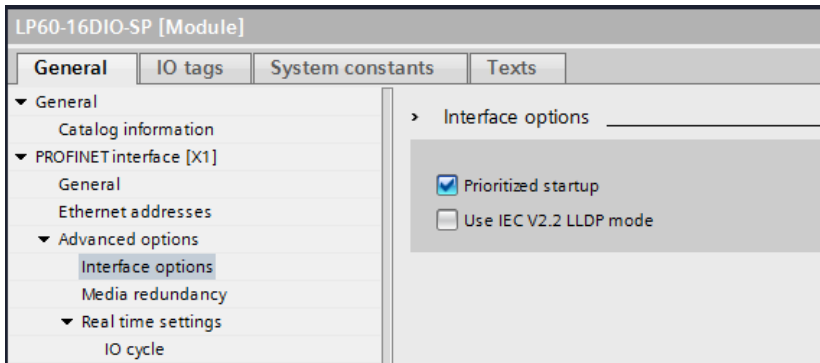 LP60-16DIO-SP [Module]
General IO tags System constants Texts
General
Catalog information
PROFINET interface [X1]
General
Ethernet addresses
Advanced options
Interface options
Media redundancy
Real time settings
IO cycle
Interface options
Prioritized startup
Use IEC V2.2 LLDP mode